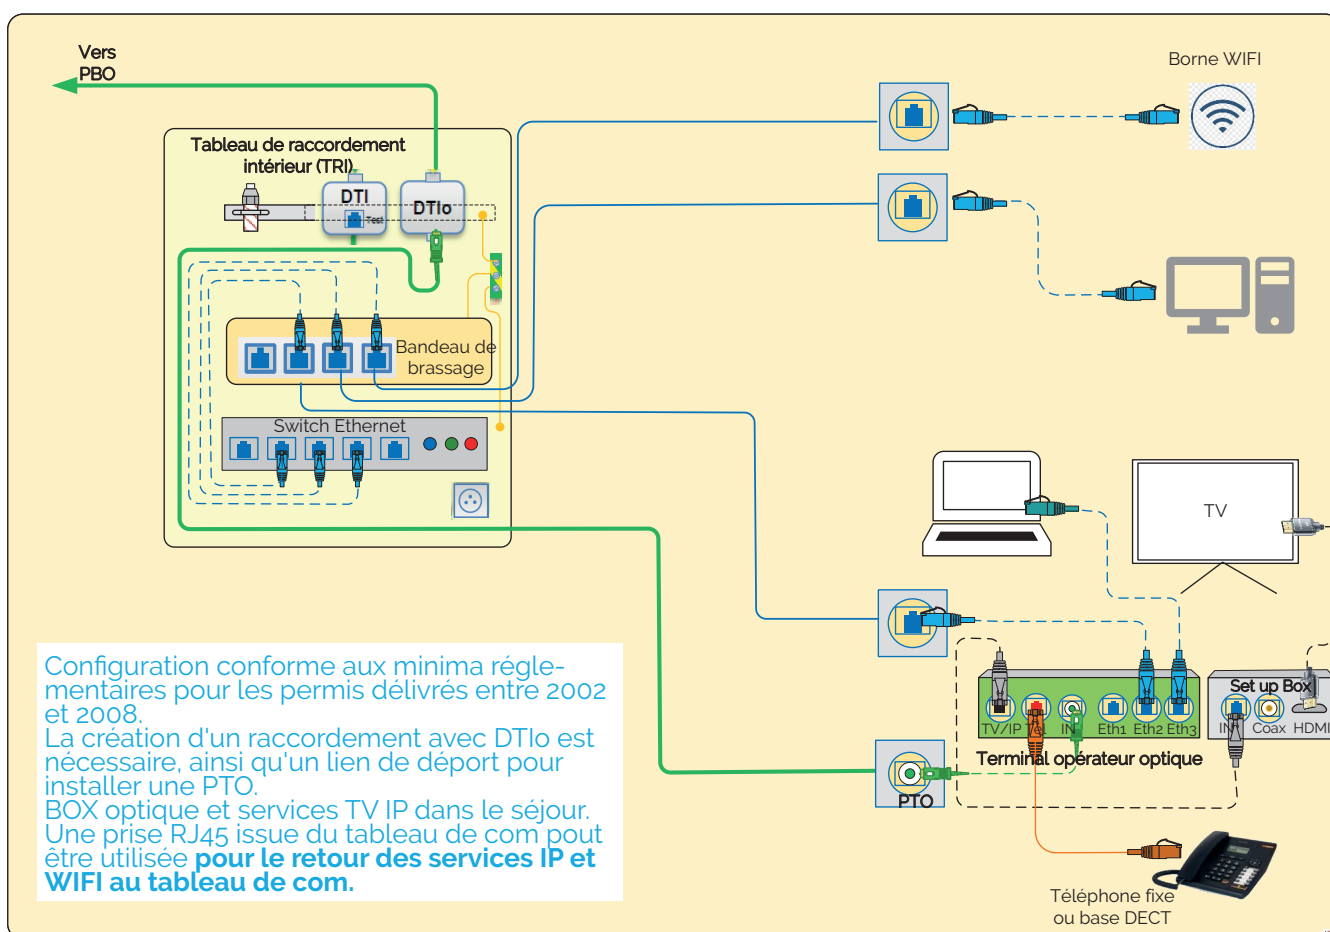 Vers
PBO
Borne WIFI
Tableau de raccordement
intérieur (TRI)
DTI
Test
DTIo
Bandeau de
brassage
Switch Ethernet
TV
Configuration conforme aux minima régle-
mentaires pour les permis délivrés entre 2002
et 2008.
La création d'un raccordement avec DTIo est
nécessaire, ainsi qu'un lien de déport pour
installer une PTO.
BOX optique et services TV IP dans le séjour.
Une prise RJ45 issue du tableau de com pout
être utilisée pour le retour des services IP et
WIFI au tableau de com.
Set up Box
TV/IP Tel IN Eth1 Eth2 Eth3
IN Coax HDMI
Terminal opérateur optique
PTO
Téléphone fixe
ou base DECT